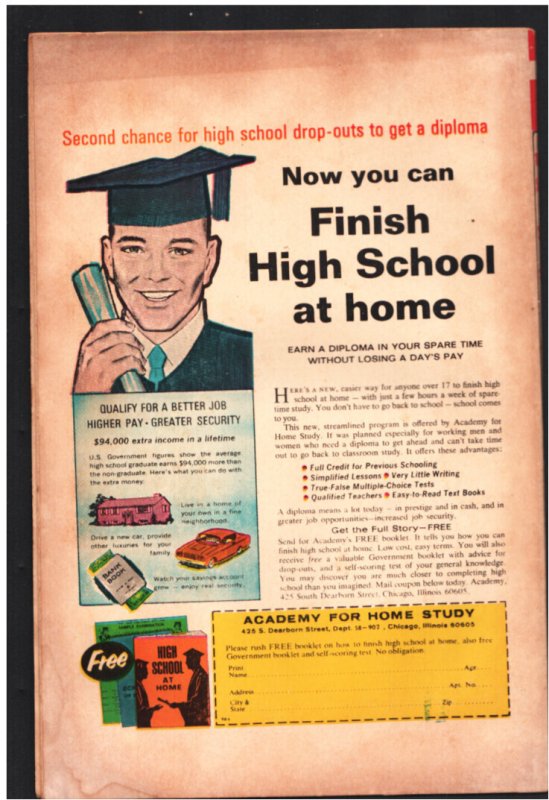 Second chance for high school drop-outs to get a diploma
Now you can
Finish
High School
at home
EARN A DIPLOMA IN YOUR SPARE TIME
WITHOUT LOSING A DAY'S PAY
HERE'S A NEW, easier way for anyone over 17 to finish high
school at home — with just a few hours a week of spare-
time study. You don't have to go back to school — school comes
to you.
This new, streamlined program is offered by Academy for
Home Study. It was planned especially for working men and
women who need a diploma to get ahead and can't take time
out to go back to classroom study. It offers these advantages:
• Full Credit for Previous Schooling
• Simplified Lessons • Very Little Writing
• True-False Multiple-Choice Tests
• Qualified Teachers • Easy-to-Read Text Books
A diploma means a lot today – in prestige and in cash, and in
greater job opportunities—increased job security.
Get the Full Story—FREE
Send for Academy's FREE booklet. It tells you how you can
finish high school at home. Low cost, easy terms. You will also
receive free a valuable Government booklet with advice for
drop-outs, and a self-scoring test of your general knowledge.
You may discover you are much closer to completing high
school than you imagined. Mail coupon below today. Academy,
425 South Dearborn Street, Chicago, Illinois 60605.
QUALIFY FOR A BETTER JOB
HIGHER PAY • GREATER SECURITY
$94,000 extra income in a lifetime
U.S. Government figures show the average
high school graduate earns $94,000 more than
the non-graduate. Here's what you can do with
the extra money:
Live in a home of
your own in a fine
neighborhood.
Drive a new car, provide
other luxuries for your
family.
BANK
BOOK
Watch your savings account
grow – enjoy real security.
Free
SAMPLE EXAMINATION
HIGH
SCHOOL
AT
HOME
ACADEMY FOR HOME STUDY
425 S. Dearborn Street, Dept. 14-907, Chicago, Illinois 60605
Please rush FREE booklet on how to finish high school at home, also free
Government booklet and self-scoring test. No obligation.
Print
Name Age
Address Apt. No.
City &
State Zip